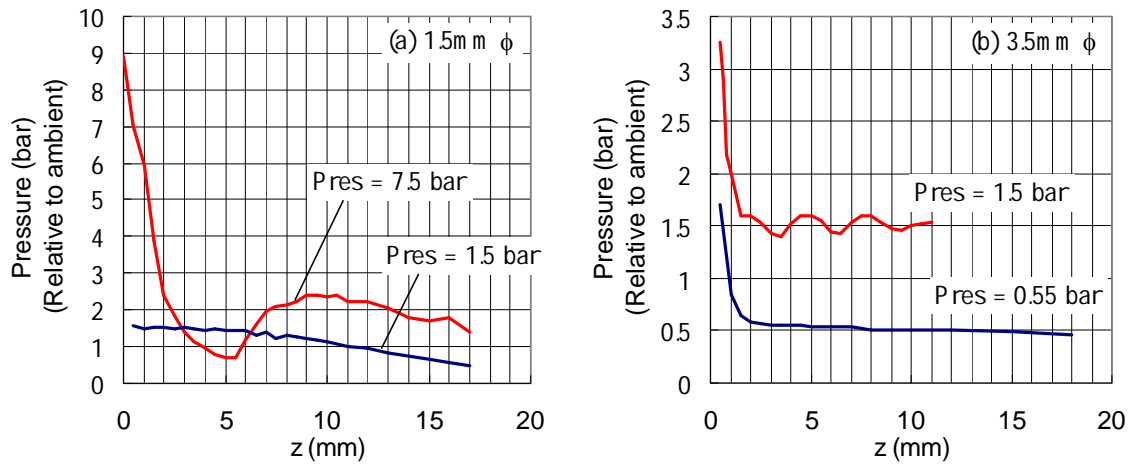 Pressure (bar)
(Relative to ambient)
10
9
8
7
6
5
4
3
2
1
0
(a) 1.5mm ϕ
Pres = 7.5 bar
Pres = 1.5 bar
0 5 10 15 20
z (mm)
Pressure (bar)
(Relative to ambient)
3.5
3
2.5
2
1.5
1
0.5
0
(b) 3.5mm ϕ
Pres = 1.5 bar
Pres = 0.55 bar
0 5 10 15 20
z (mm)